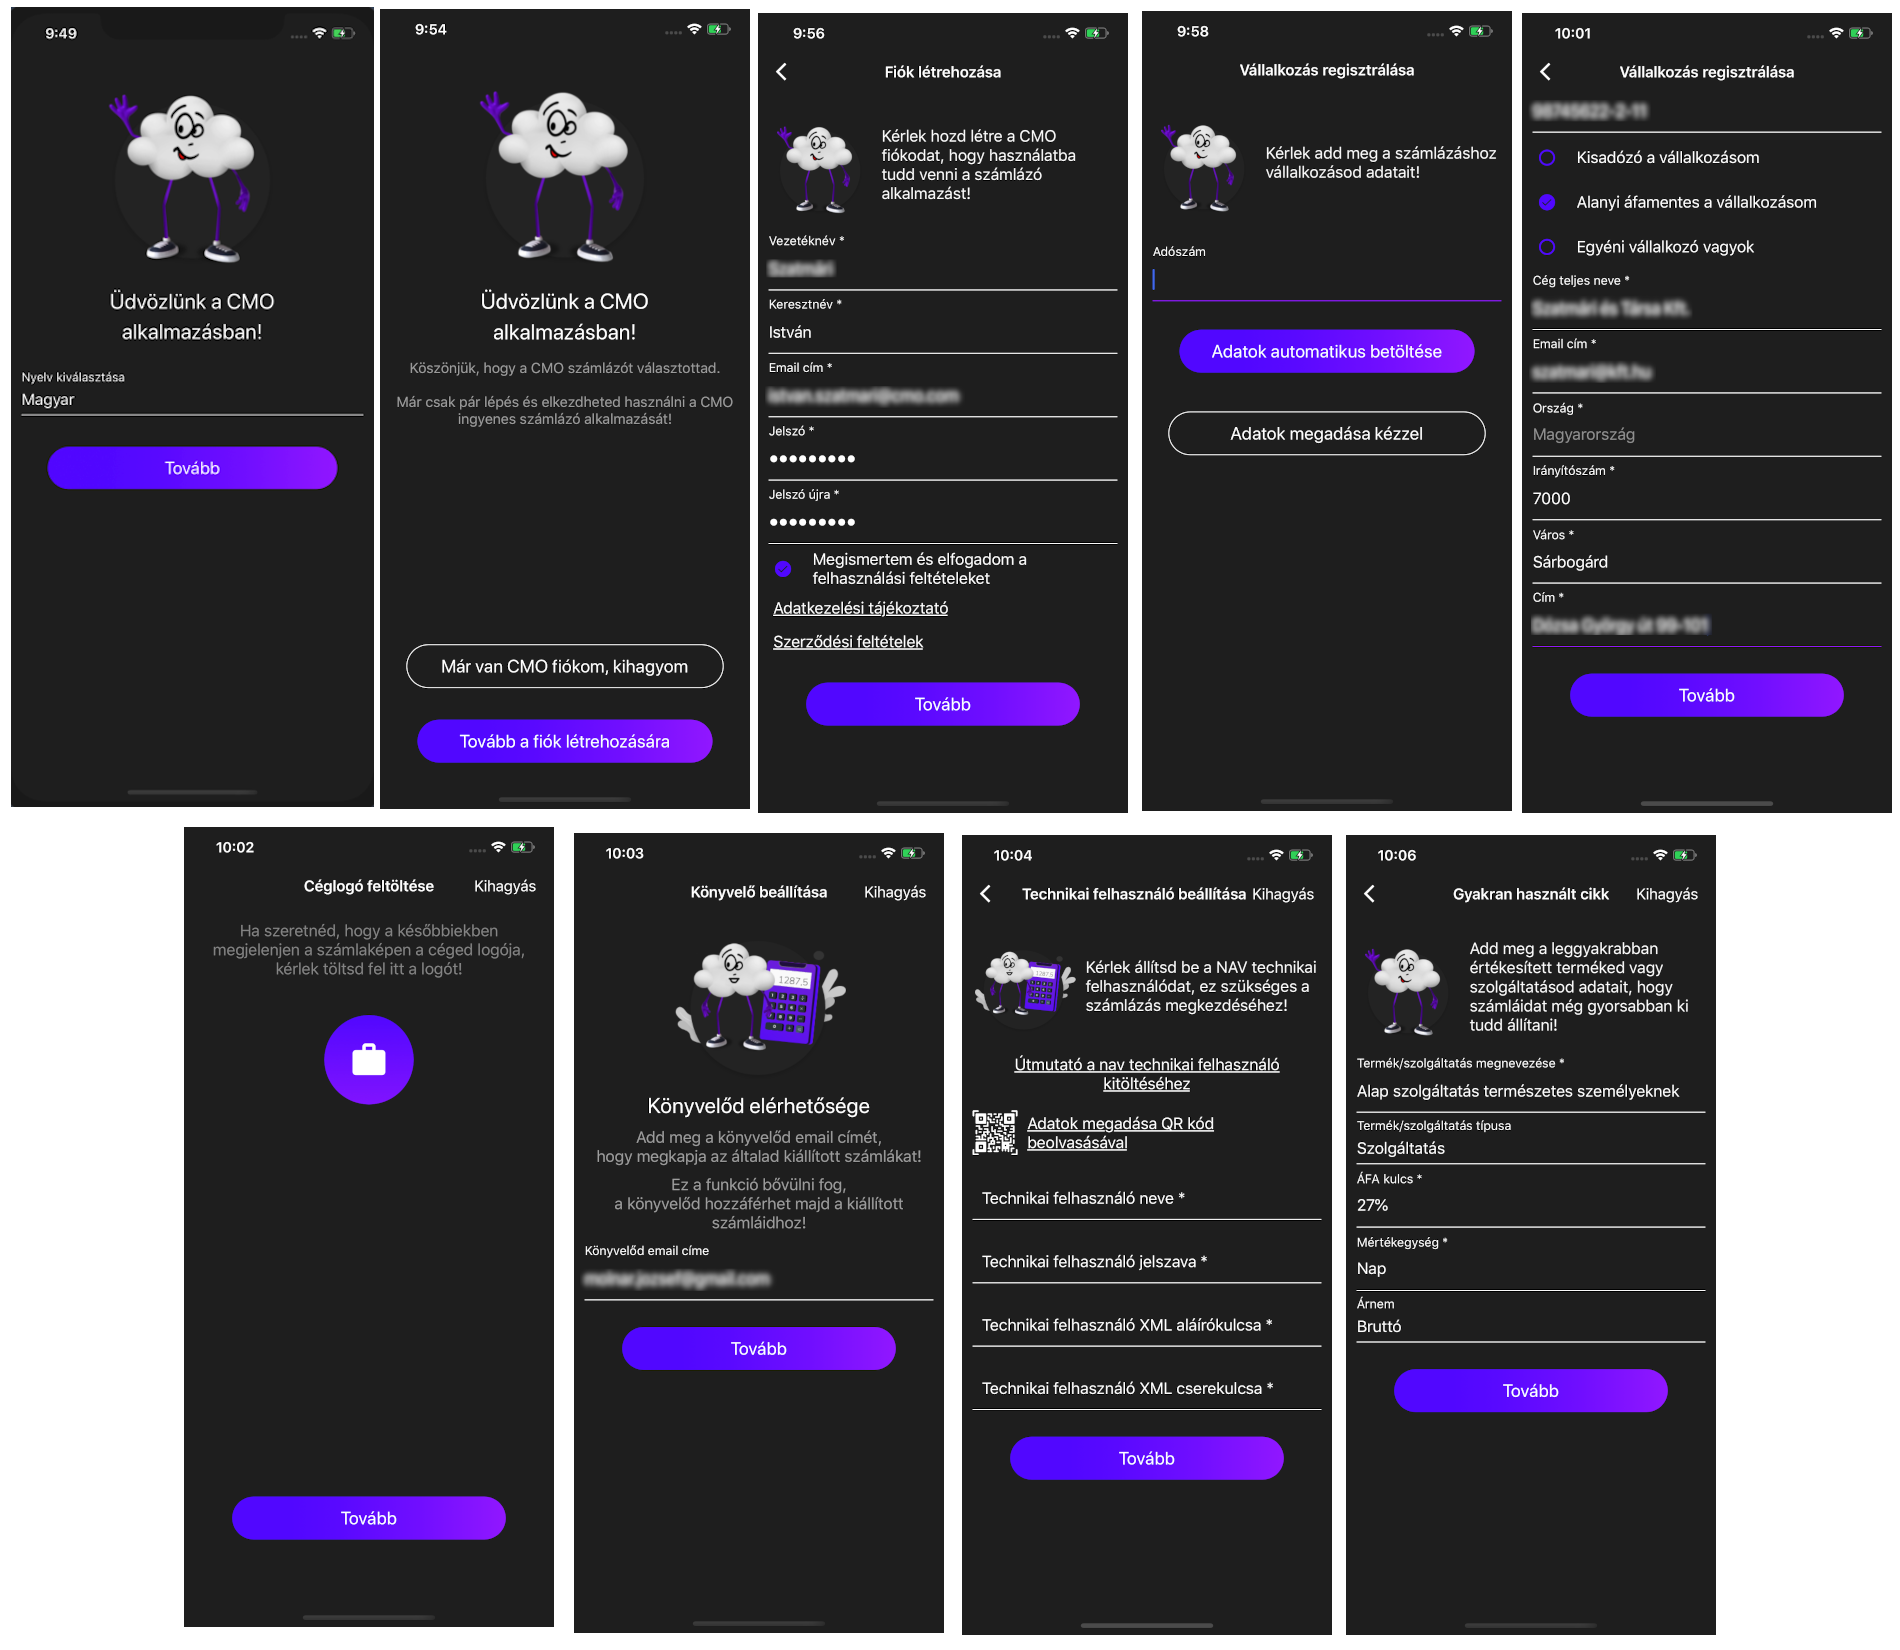 9:49
Üdvözlünk a CMO
alkalmazásban!
Nyelv kiválasztása
Magyar
Tovább
9:54
Üdvözlünk a CMO
alkalmazásban!
Köszönjük, hogy a CMO számlázót választottad.
Már csak pár lépés és elkezdheted használni a CMO
ingyenes számlázó alkalmazását!
Már van CMO fiókom, kihagyom
Tovább a fiók létrehozására
9:56
Fiók létrehozása
Kérlek hozd létre a CMO
fiókodat, hogy használatba
tudd venni a számlázó
alkalmazást!
Vezetéknév *
Keresztnév *
István
Email cím *
Jelszó *
Jelszó újra *
Megismertem és elfogadom a
felhasználási feltételeket
Adatkezelési tájékoztató
Szerződési feltételek
Tovább
9:58
Vállalkozás regisztrálása
Kérlek add meg a számlázáshoz
vállalkozásod adatait!
Adószám
Adatok automatikus betöltése
Adatok megadása kézzel
10:01
Vállalkozás regisztrálása
Kisadózó a vállalkozásom
Alanyi áfamentes a vállalkozásom
Egyéni vállalkozó vagyok
Cég teljes neve *
Email cím *
Ország *
Magyarország
Irányítószám *
7000
Város *
Sárbogárd
Cím *
Tovább
10:02
Céglogó feltöltése Kihagyás
Ha szeretnéd, hogy a későbbiekben
megjelenjen a számlaképen a céged logója,
kérlek töltsd fel itt a logót!
Tovább
10:03
Könyvelő beállítása Kihagyás
1287.5
Könyvelőd elérhetősége
Add meg a könyvelőd email címét,
hogy megkapja az általad kiállított számlákat!
Ez a funkció bővülni fog,
a könyvelőd hozzáférhet majd a kiállított
számláidhoz!
Könyvelőd email címe
Tovább
10:04
Technikai felhasználó beállítása Kihagyás
1287.5
Kérlek állítsd be a NAV technikai
felhasználódat, ez szükséges a
számlázás megkezdéséhez!
Útmutató a nav technikai felhasználó
kitöltéséhez
Adatok megadása QR kód
beolvasásával
Technikai felhasználó neve *
Technikai felhasználó jelszava *
Technikai felhasználó XML aláírókulcsa *
Technikai felhasználó XML cserekulcsa *
Tovább
10:06
Gyakran használt cikk Kihagyás
Add meg a leggyakrabban
értékesített terméked vagy
szolgáltatásod adatait, hogy
számláidat még gyorsabban ki
tudd állítani!
Termék/szolgáltatás megnevezése *
Alap szolgáltatás természetes személyeknek
Termék/szolgáltatás típusa
Szolgáltatás
ÁFA kulcs *
27%
Mértékegység *
Nap
Árnem
Bruttó
Tovább